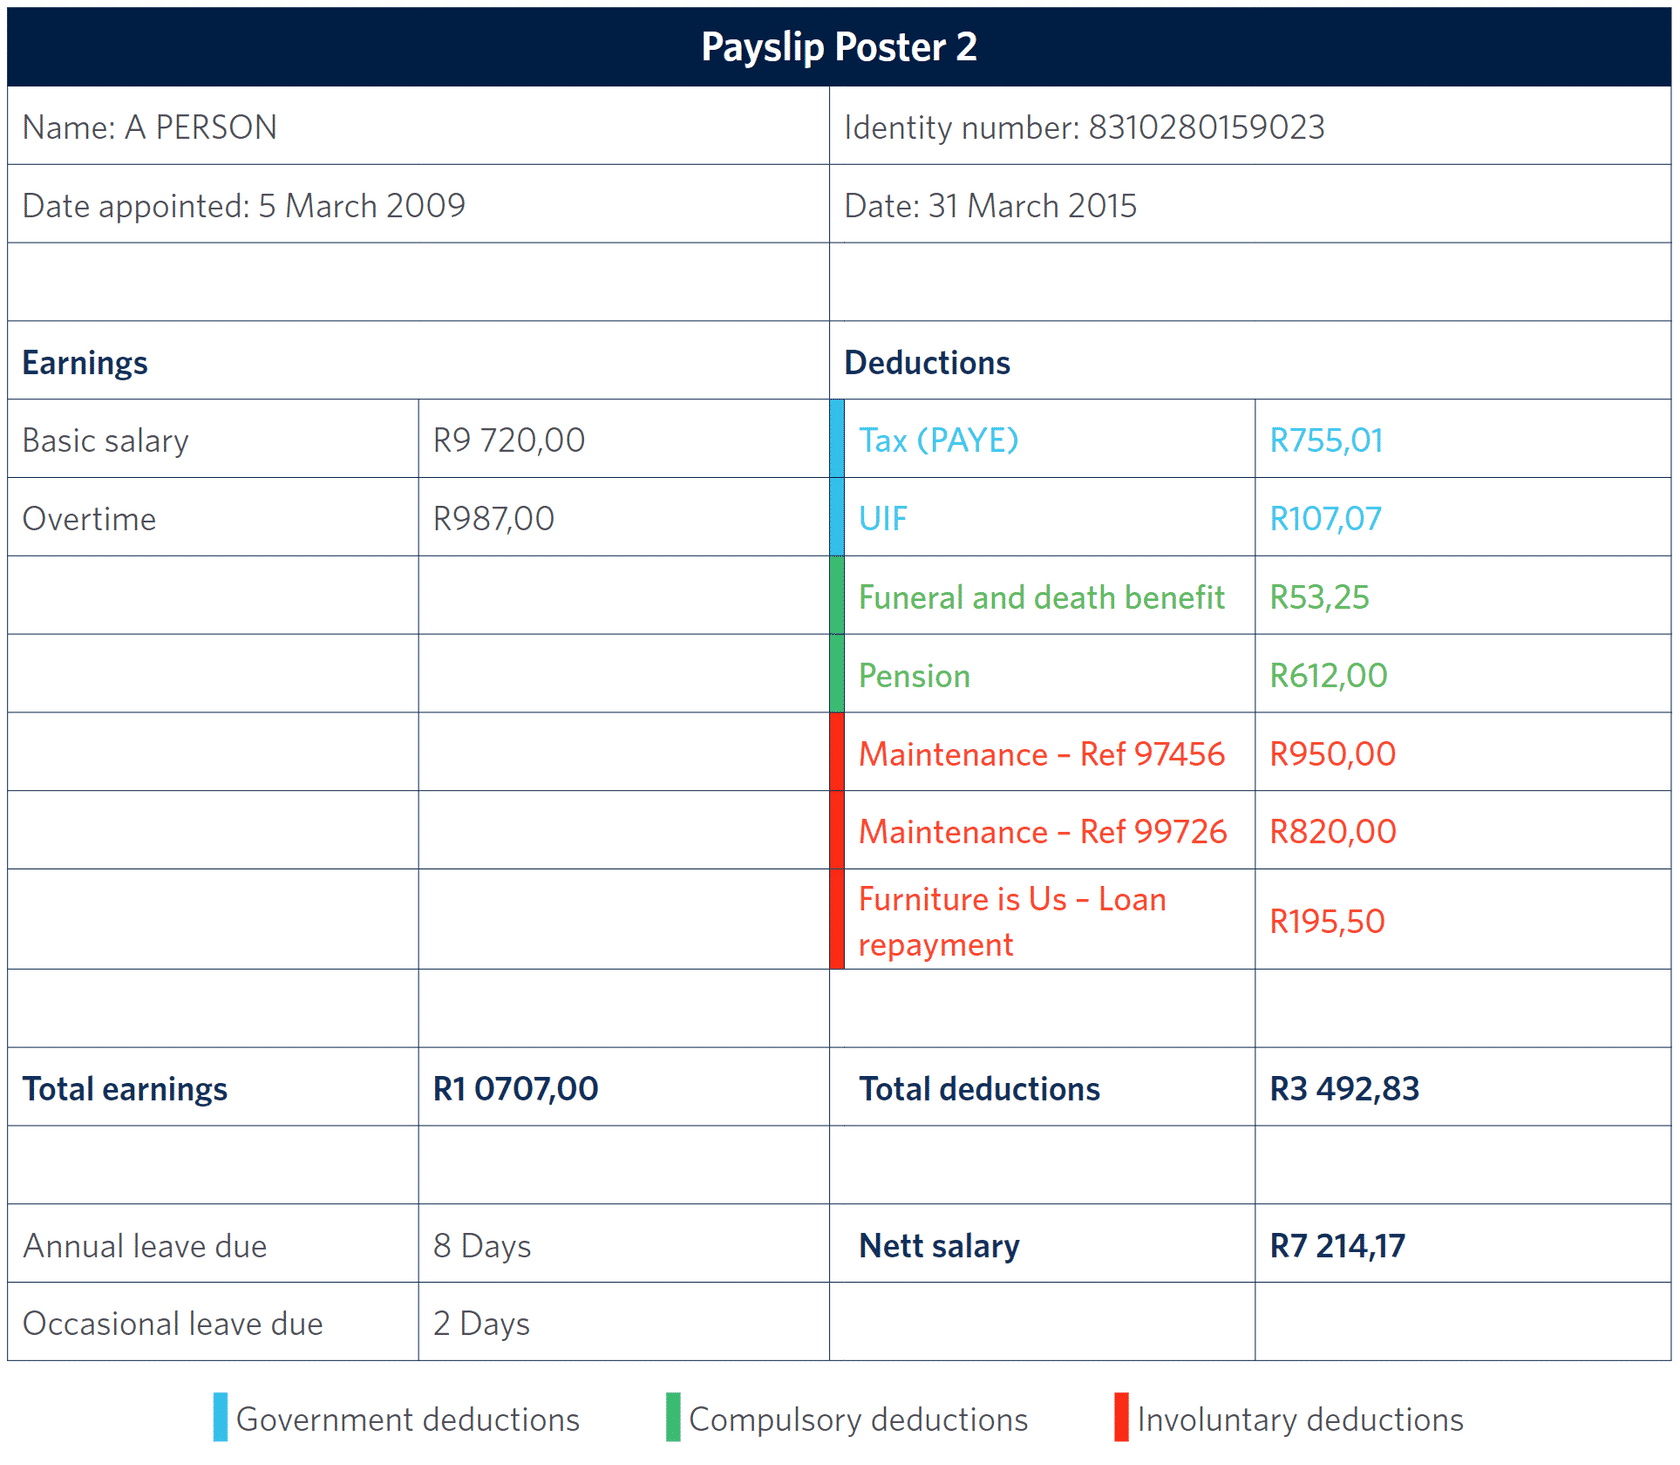 Payslip Poster 2
Name: A PERSON
Identity number: 8310280159023
Date appointed: 5 March 2009
Date: 31 March 2015
Earnings
Deductions
Basic salary
R9 720,00
Tax (PAYE)
R755,01
Overtime
R987,00
UIF
R107,07
Funeral and death benefit
R53,25
Pension
R612,00
Maintenance – Ref 97456
R950,00
Maintenance – Ref 99726
R820,00
Furniture is Us – Loan
repayment
R195,50
Total earnings
R1 0707,00
Total deductions
R3 492,83
Annual leave due
8 Days
Nett salary
R7 214,17
Occasional leave due
2 Days
Government deductions
Compulsory deductions
Involuntary deductions